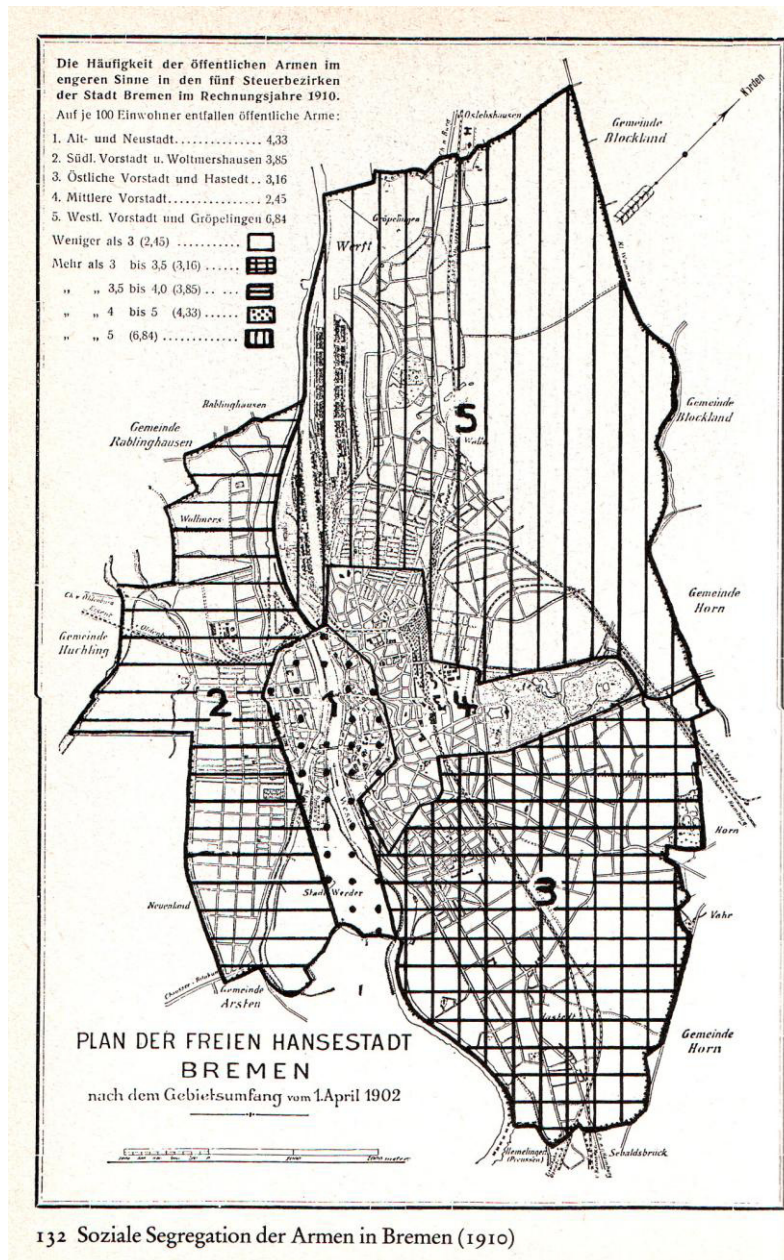 Die Häufigkeit der öffentlichen Armen im
engeren Sinne in den fünf Steuerbezirken
der Stadt Bremen im Rechnungsjahre 1910.
Auf je 100 Einwohner entfallen öffentliche Arme:
1. Alt- und Neustadt................ 4,33
2. Südl. Vorstadt u. Woltmershausen 3,85
3. Östliche Vorstadt und Hastedt.. 3,16
4. Mittlere Vorstadt............... 2,45
5. Westl. Vorstadt und Gröpelingen 6,84
Weniger als 3 (2,45) ..........
Mehr als 3 bis 3,5 (3,16) ......
„ „ 3,5 bis 4,0 (3,85) .. ...
„ „ 4 bis 5 (4,33) ......
„ „ 5 (6,84) ............
Oslebshausen
Gemeinde
Blockland
Norden
Gröpelingen
Werft
Kl. Wumme
5
Walle
Rablinghausen
Gemeinde
Rablinghausen
Gemeinde
Blockland
Woltmers
Gemeinde
Huchting
Gemeinde
Horn
2
1
4
Horn
3
Vahr
Neuenland
Stadt Werder
Hastedt
Gemeinde
Arsten
Gemeinde
Horn
Hemelingen
(Preussen)
Sebaldsbrück
PLAN DER FREIEN HANSESTADT
BREMEN
nach dem Gebietsumfang vom 1.April 1902
132 Soziale Segregation der Armen in Bremen (1910)